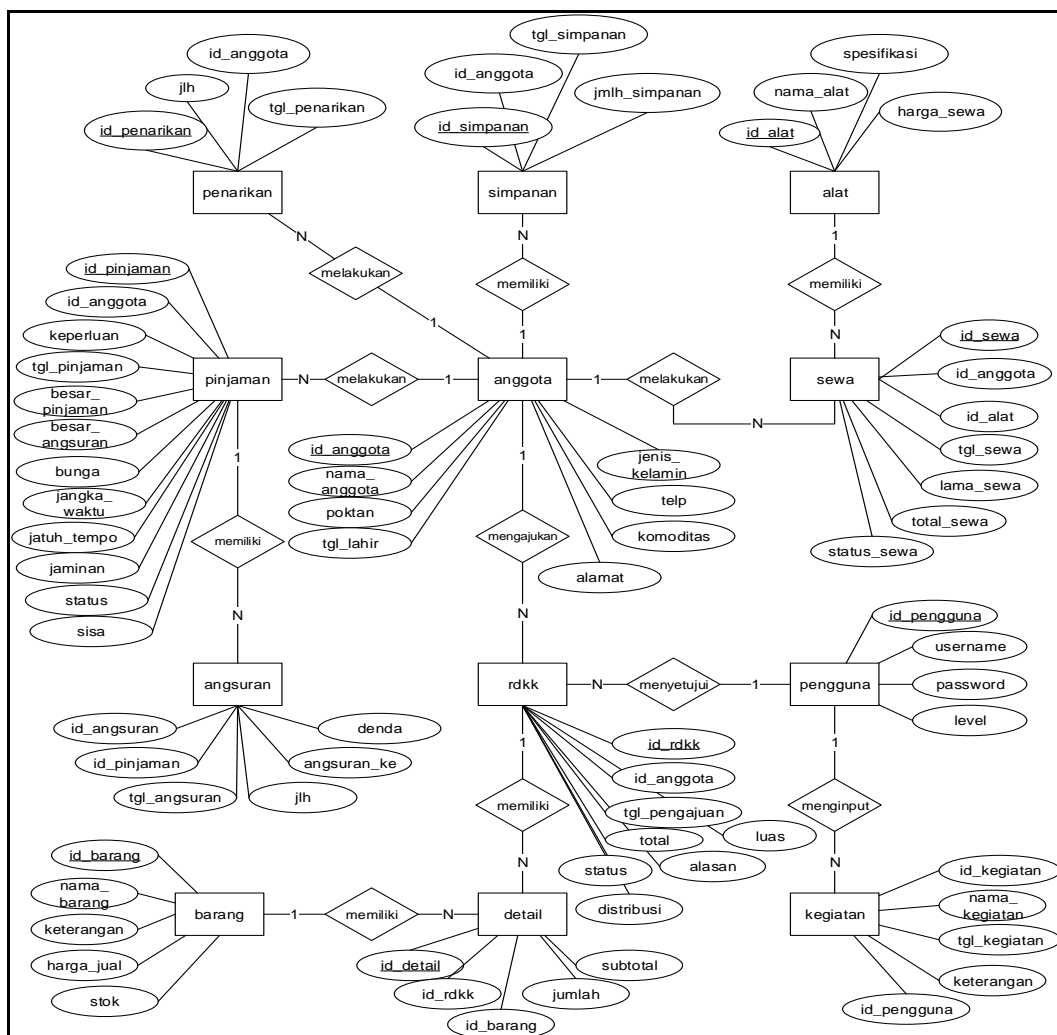 id_anggota
jlh
tgl_penarikan
id_penarikan
penarikan
tgl_simpanan
id_anggota
jmlh_simpanan
id_simpanan
simpanan
spesifikasi
nama_alat
harga_sewa
id_alat
alat
N
melakukan
1
N
memiliki
1
1
memiliki
N
id_pinjaman
id_anggota
keperluan
tgl_pinjaman
besar_
pinjaman
besar_
angsuran
bunga
jangka_
waktu
jatuh_tempo
jaminan
status
sisa
pinjaman
N
melakukan
1
anggota
1
melakukan
N
sewa
id_sewa
id_anggota
id_alat
tgl_sewa
lama_sewa
total_sewa
status_sewa
id_anggota
nama_
anggota
poktan
tgl_lahir
jenis_
kelamin
telp
komoditas
alamat
1
memiliki
N
1
mengajukan
N
angsuran
id_angsuran
id_pinjaman
tgl_angsuran
denda
angsuran_ke
jlh
rdkk
N
menyetujui
1
pengguna
id_pengguna
username
password
level
id_rdkk
id_anggota
tgl_pengajuan
luas
total
alasan
status
distribusi
1
memiliki
N
1
menginput
N
id_barang
nama_
barang
keterangan
harga_jual
stok
barang
1
memiliki
N
detail
id_detail
id_rdkk
id_barang
jumlah
subtotal
kegiatan
id_kegiatan
nama_
kegiatan
tgl_kegiatan
keterangan
id_pengguna